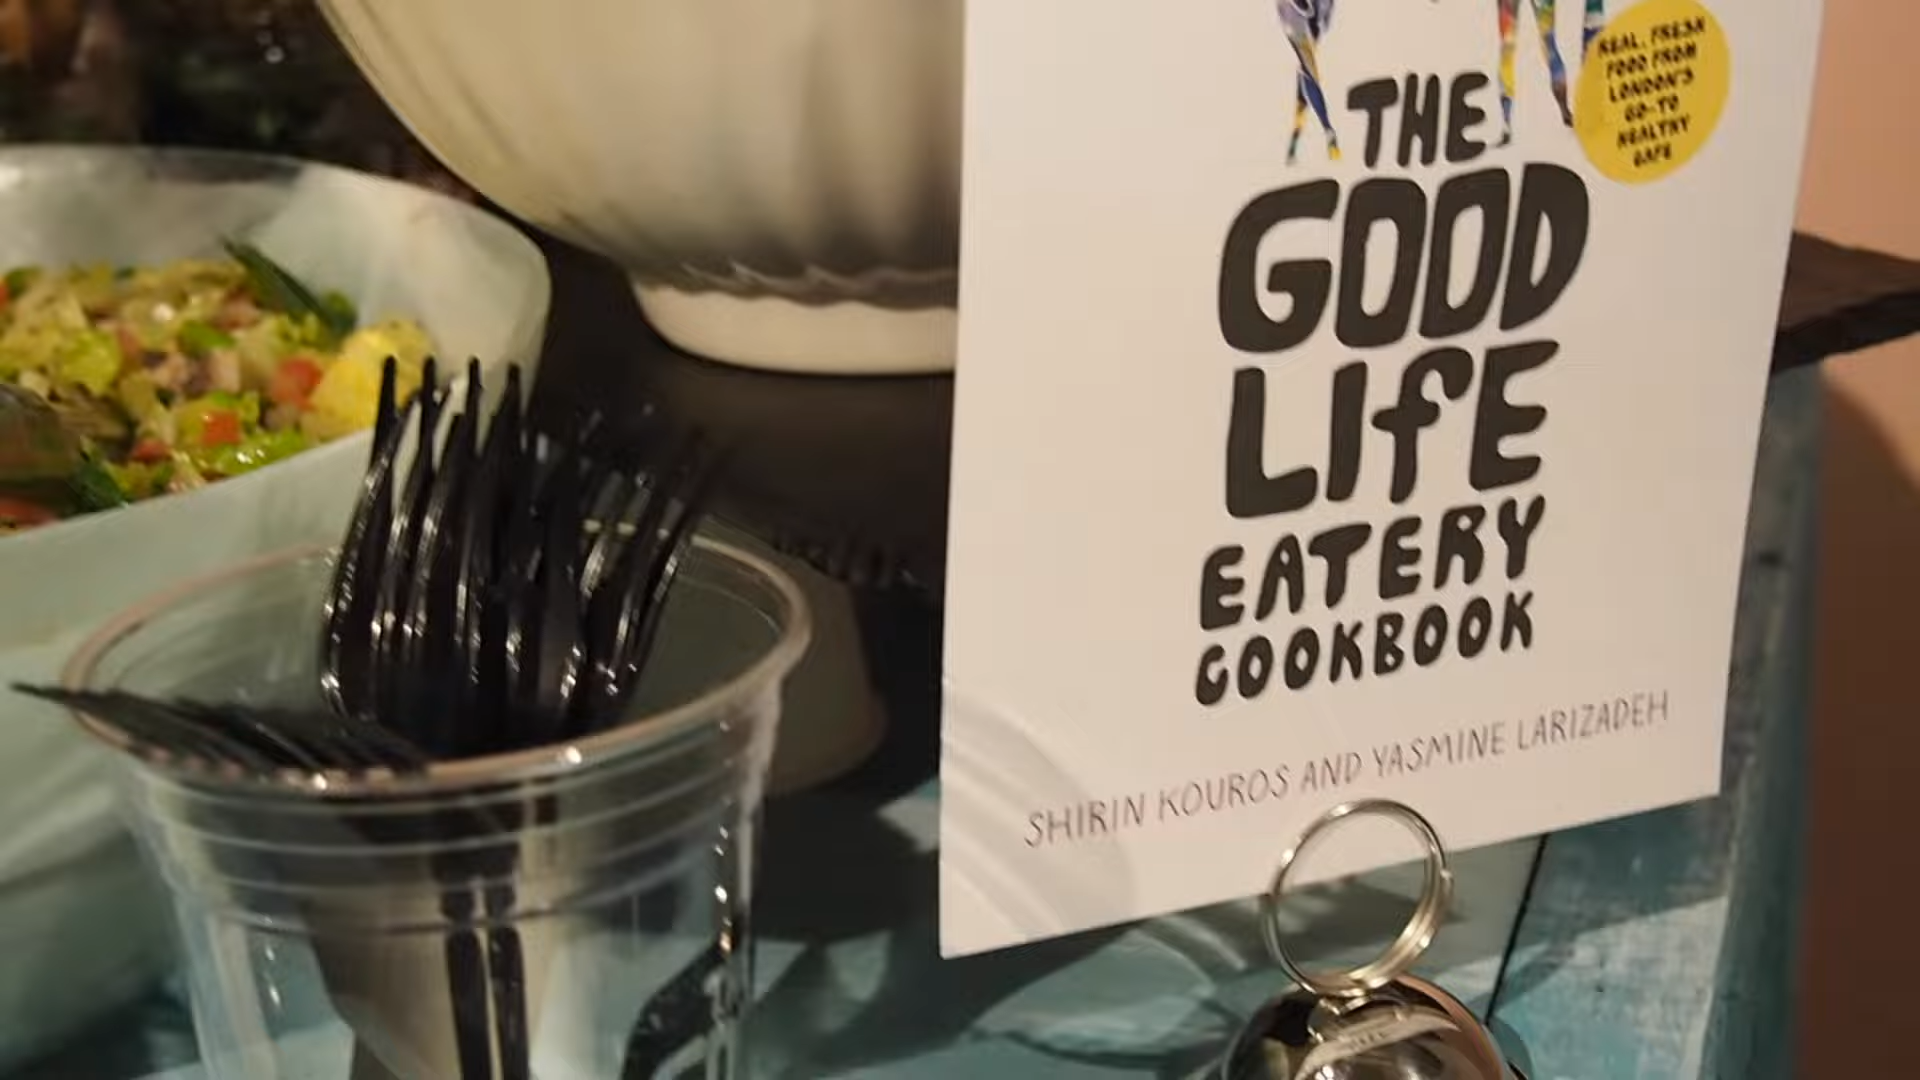 REAL, FRESH
FOOD FROM
LONDON'S
GO-TO
HEALTHY
CAFE
THE
GOOD
LIfE
EATERY
COOKBOOK
SHIRIN KOUROS AND YASMINE LARIZADEH